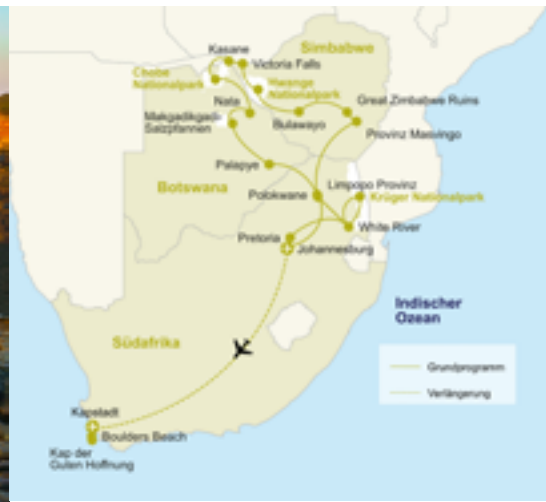 Simbabwe
Kasane
Victoria Falls
Chobe
Nationalpark
Hwange
Nationalpark
Nata
Great Zimbabwe Ruins
Makgadikgadi-
Salzpfannen
Bulawayo
Provinz Masvingo
Palapye
Limpopo Provinz
Botswana
Polokwane
Krüger Nationalpark
White River
Pretoria
Johannesburg
Indischer
Ozean
Südafrika
Grundprogramm
Verlängerung
Kapstadt
Boulders Beach
Kap der
Guten Hoffnung